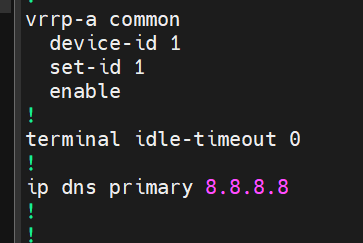 !
vrrp-a common
  device-id 1
  set-id 1
  enable
!
terminal idle-timeout 0
!
ip dns primary 8.8.8.8
!
!